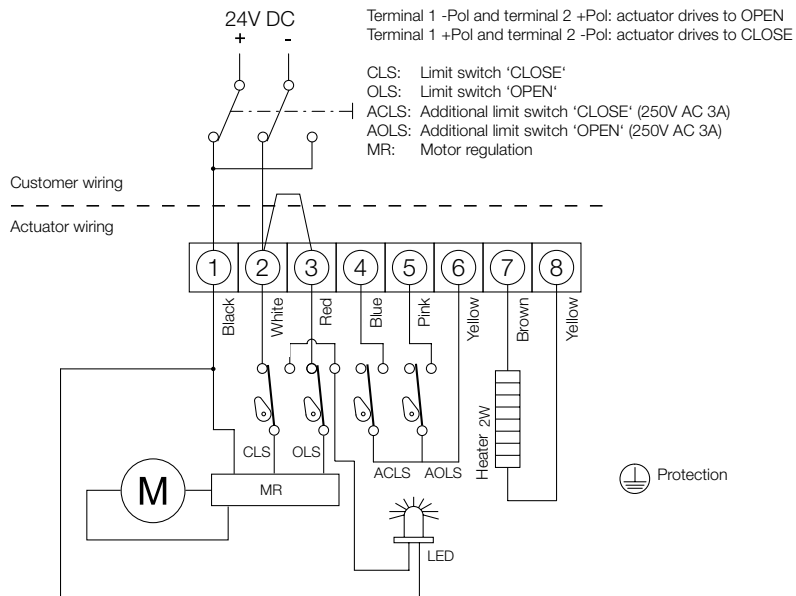 24V DC
+ -
Terminal 1 -Pol and terminal 2 +Pol: actuator drives to OPEN
Terminal 1 +Pol and terminal 2 -Pol: actuator drives to CLOSE
CLS: Limit switch ‘CLOSE‘
OLS: Limit switch ‘OPEN‘
ACLS: Additional limit switch ‘CLOSE‘ (250V AC 3A)
AOLS: Additional limit switch ‘OPEN‘ (250V AC 3A)
MR: Motor regulation
Customer wiring
Actuator wiring
1 2 3 4 5 6 7 8
Black
White
Red
Blue
Pink
Yellow
Brown
Yellow
CLS OLS
ACLS AOLS
Heater 2W
Protection
M
MR
LED